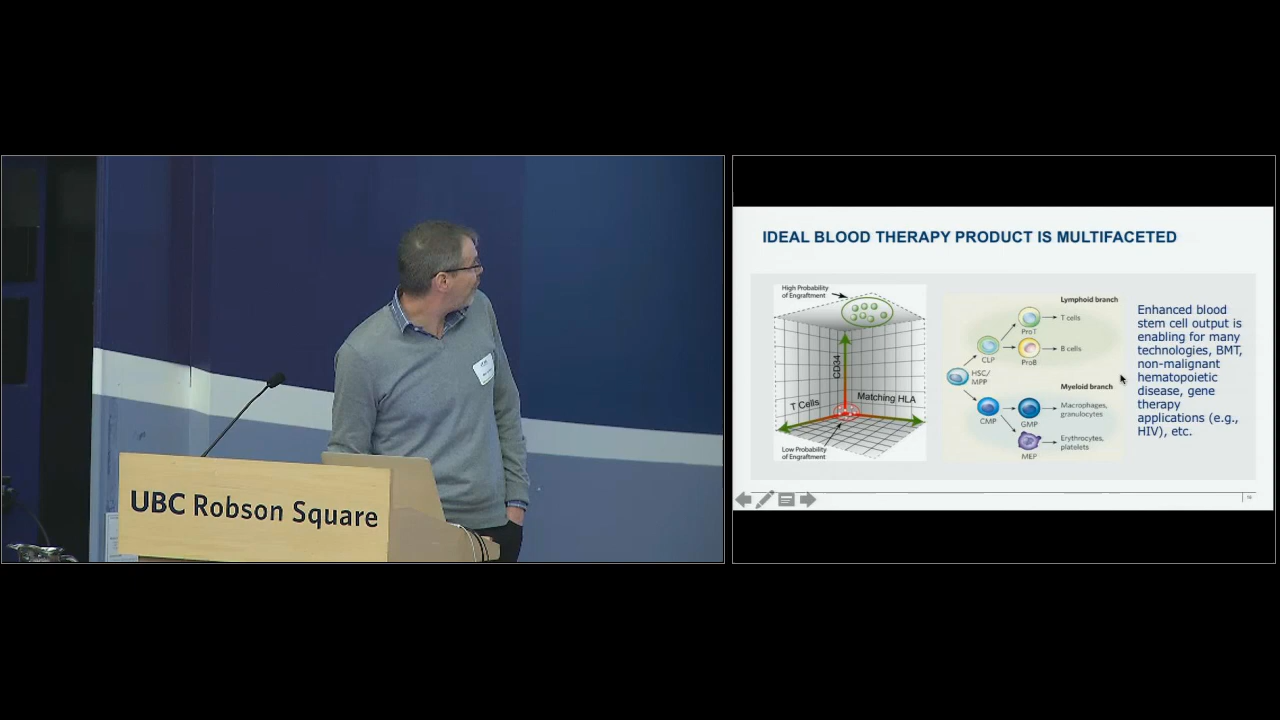 UBC Robson Square
IDEAL BLOOD THERAPY PRODUCT IS MULTIFACETED
High Probability
of Engraftment
CD34
T Cells
Matching HLA
Low Probability
of Engraftment
Lymphoid branch
ProT
T cells
CLP
ProB
B cells
HSC/
MPP
Myeloid branch
CMP
GMP
Macrophages,
granulocytes
MEP
Erythrocytes,
platelets
Enhanced blood
stem cell output is
enabling for many
technologies, BMT,
non-malignant
hematopoietic
disease, gene
therapy
applications (e.g.,
HIV), etc.